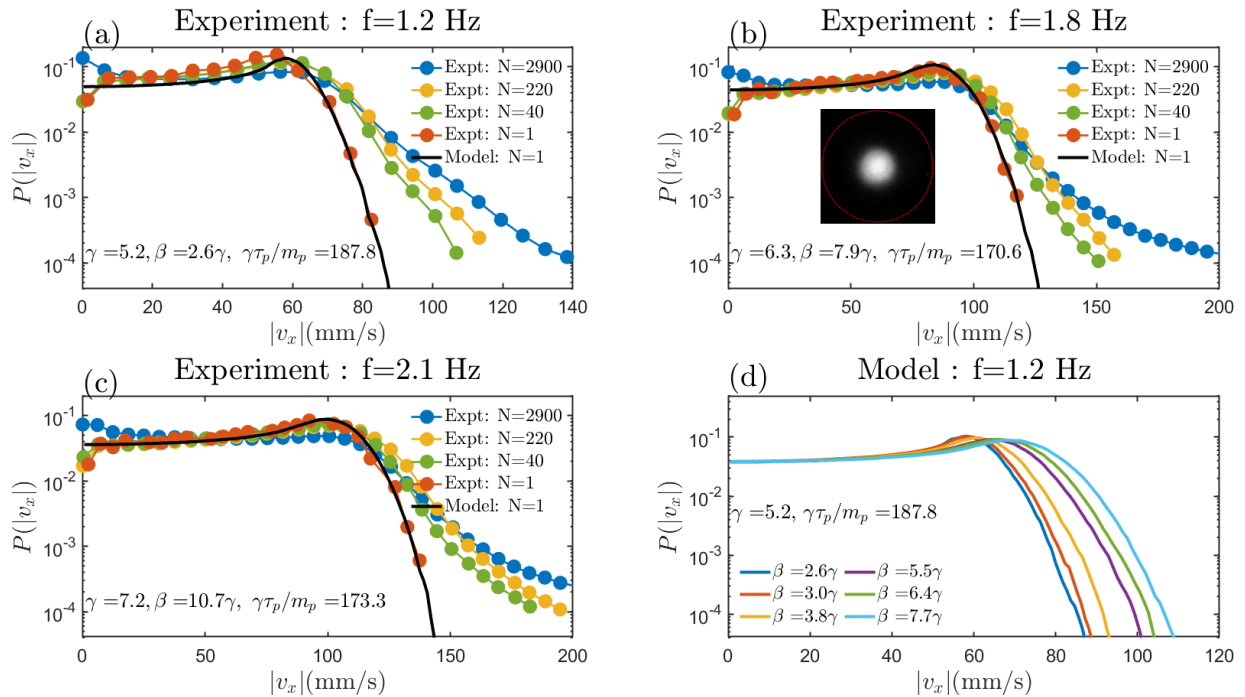 Experiment : f=1.2 Hz
(a)
P(|v_x|)
10^-1
10^-2
10^-3
10^-4
Expt: N=2900
Expt: N=220
Expt: N=40
Expt: N=1
Model: N=1
γ =5.2, β =2.6γ, γτ_p/m_p =187.8
0 20 40 60 80 100 120 140
|v_x|(mm/s)
Experiment : f=1.8 Hz
(b)
P(|v_x|)
10^-1
10^-2
10^-3
10^-4
Expt: N=2900
Expt: N=220
Expt: N=40
Expt: N=1
Model: N=1
γ =6.3, β =7.9γ, γτ_p/m_p =170.6
0 50 100 150 200
|v_x|(mm/s)
Experiment : f=2.1 Hz
(c)
P(|v_x|)
10^-1
10^-2
10^-3
10^-4
Expt: N=2900
Expt: N=220
Expt: N=40
Expt: N=1
Model: N=1
γ =7.2, β =10.7γ, γτ_p/m_p =173.3
0 50 100 150 200
|v_x|(mm/s)
Model : f=1.2 Hz
(d)
P(|v_x|)
10^-1
10^-2
10^-3
10^-4
γ =5.2, γτ_p/m_p =187.8
β =2.6γ β =5.5γ
β =3.0γ β =6.4γ
β =3.8γ β =7.7γ
0 20 40 60 80 100 120
|v_x|(mm/s)